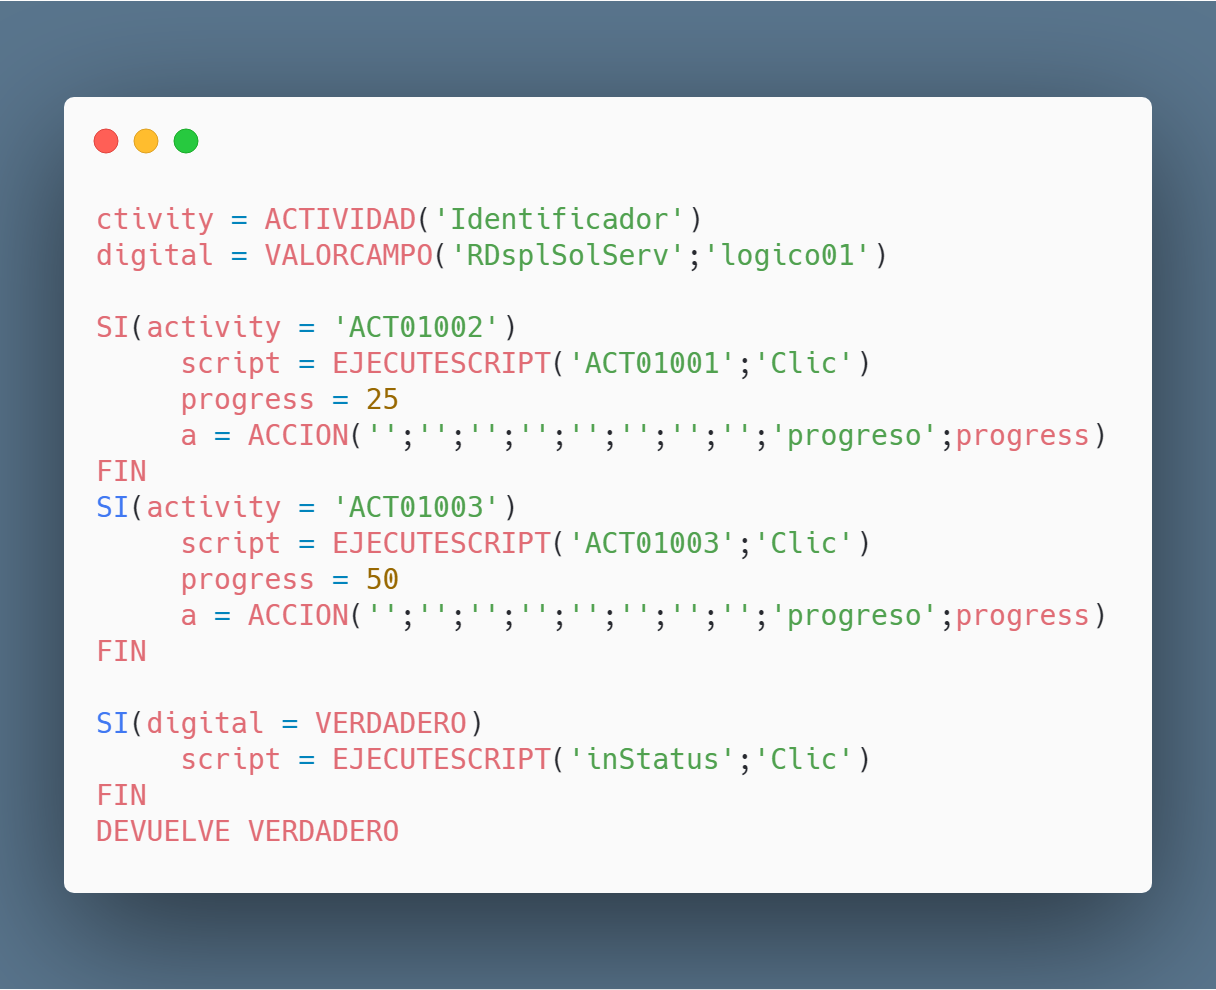 ctivity = ACTIVIDAD('Identificador')
digital = VALORCAMPO('RDsplSolServ';'logico01')
SI(activity = 'ACT01002')
script = EJECUTESCRIPT('ACT01001';'Clic')
progress = 25
a = ACCION('';'';'';'';'';'';'';'';'progreso';progress)
FIN
SI(activity = 'ACT01003')
script = EJECUTESCRIPT('ACT01003';'Clic')
progress = 50
a = ACCION('';'';'';'';'';'';'';'';'progreso';progress)
FIN
SI(digital = VERDADERO)
script = EJECUTESCRIPT('inStatus';'Clic')
FIN
DEVUELVE VERDADERO